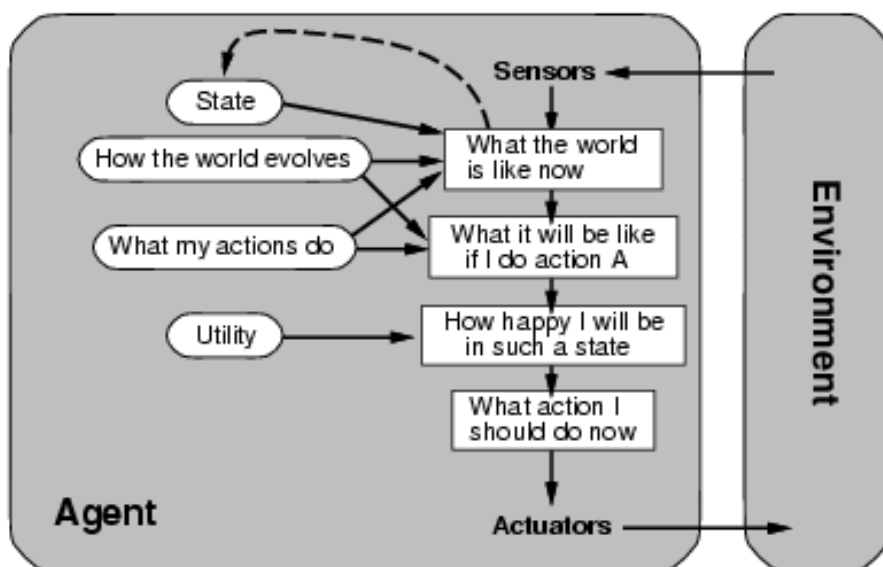 Sensors
State
What the world
is like now
How the world evolves
What my actions do
What it will be like
if I do action A
Utility
How happy I will be
in such a state
What action I
should do now
Agent
Actuators
Environment